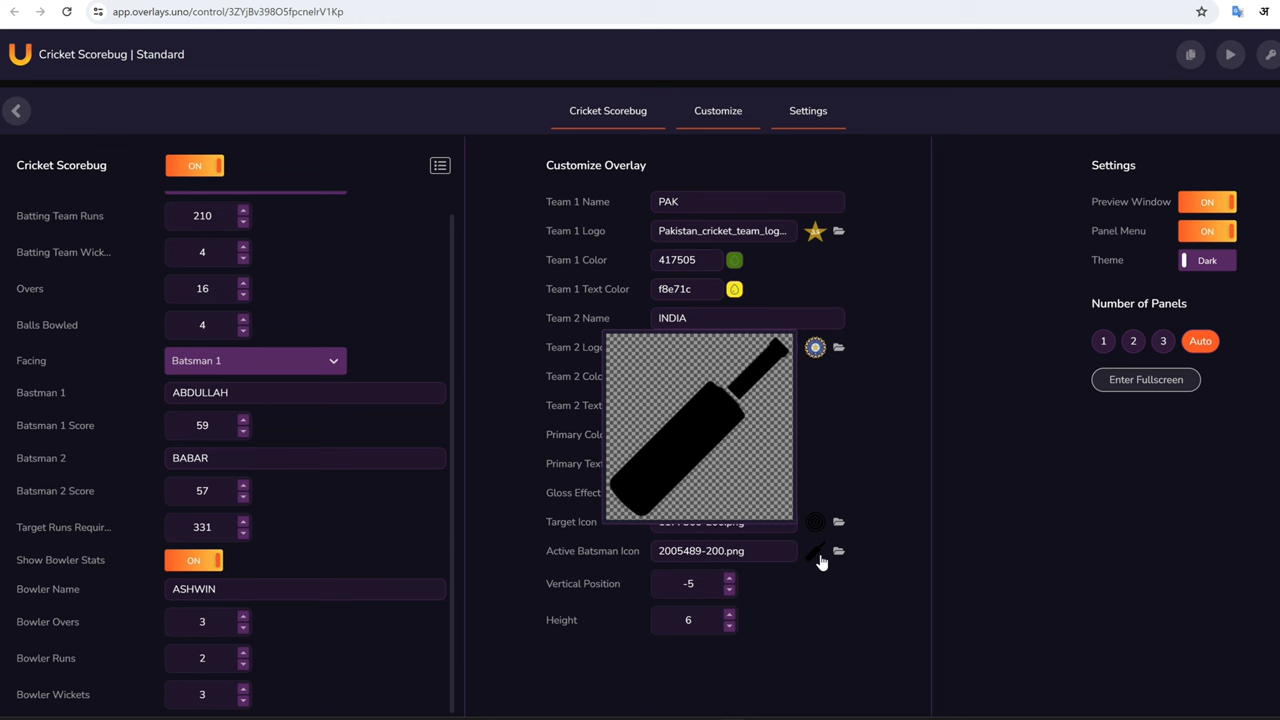 app.overlays.uno/control/3ZYjBv398O5fpcnelrV1Kp
अ
Cricket Scorebug | Standard
Cricket Scorebug
Customize
Settings
Cricket Scorebug
ON
Batting Team Runs
210
Batting Team Wick...
4
Overs
16
Balls Bowled
4
Facing
Batsman 1
Bastman 1
ABDULLAH
Batsman 1 Score
59
Batsman 2
BABAR
Batsman 2 Score
57
Target Runs Requir...
331
Show Bowler Stats
ON
Bowler Name
ASHWIN
Bowler Overs
3
Bowler Runs
2
Bowler Wickets
3
Customize Overlay
Team 1 Name
PAK
Team 1 Logo
Pakistan_cricket_team_log...
Team 1 Color
417505
Team 1 Text Color
f8e71c
Team 2 Name
INDIA
Team 2 Logo
Team 2 Colo
Team 2 Text
Primary Colo
Primary Text
Gloss Effect
Target Icon
Active Batsman Icon
2005489-200.png
Vertical Position
-5
Height
6
Settings
Preview Window
ON
Panel Menu
ON
Theme
Dark
Number of Panels
1
2
3
Auto
Enter Fullscreen